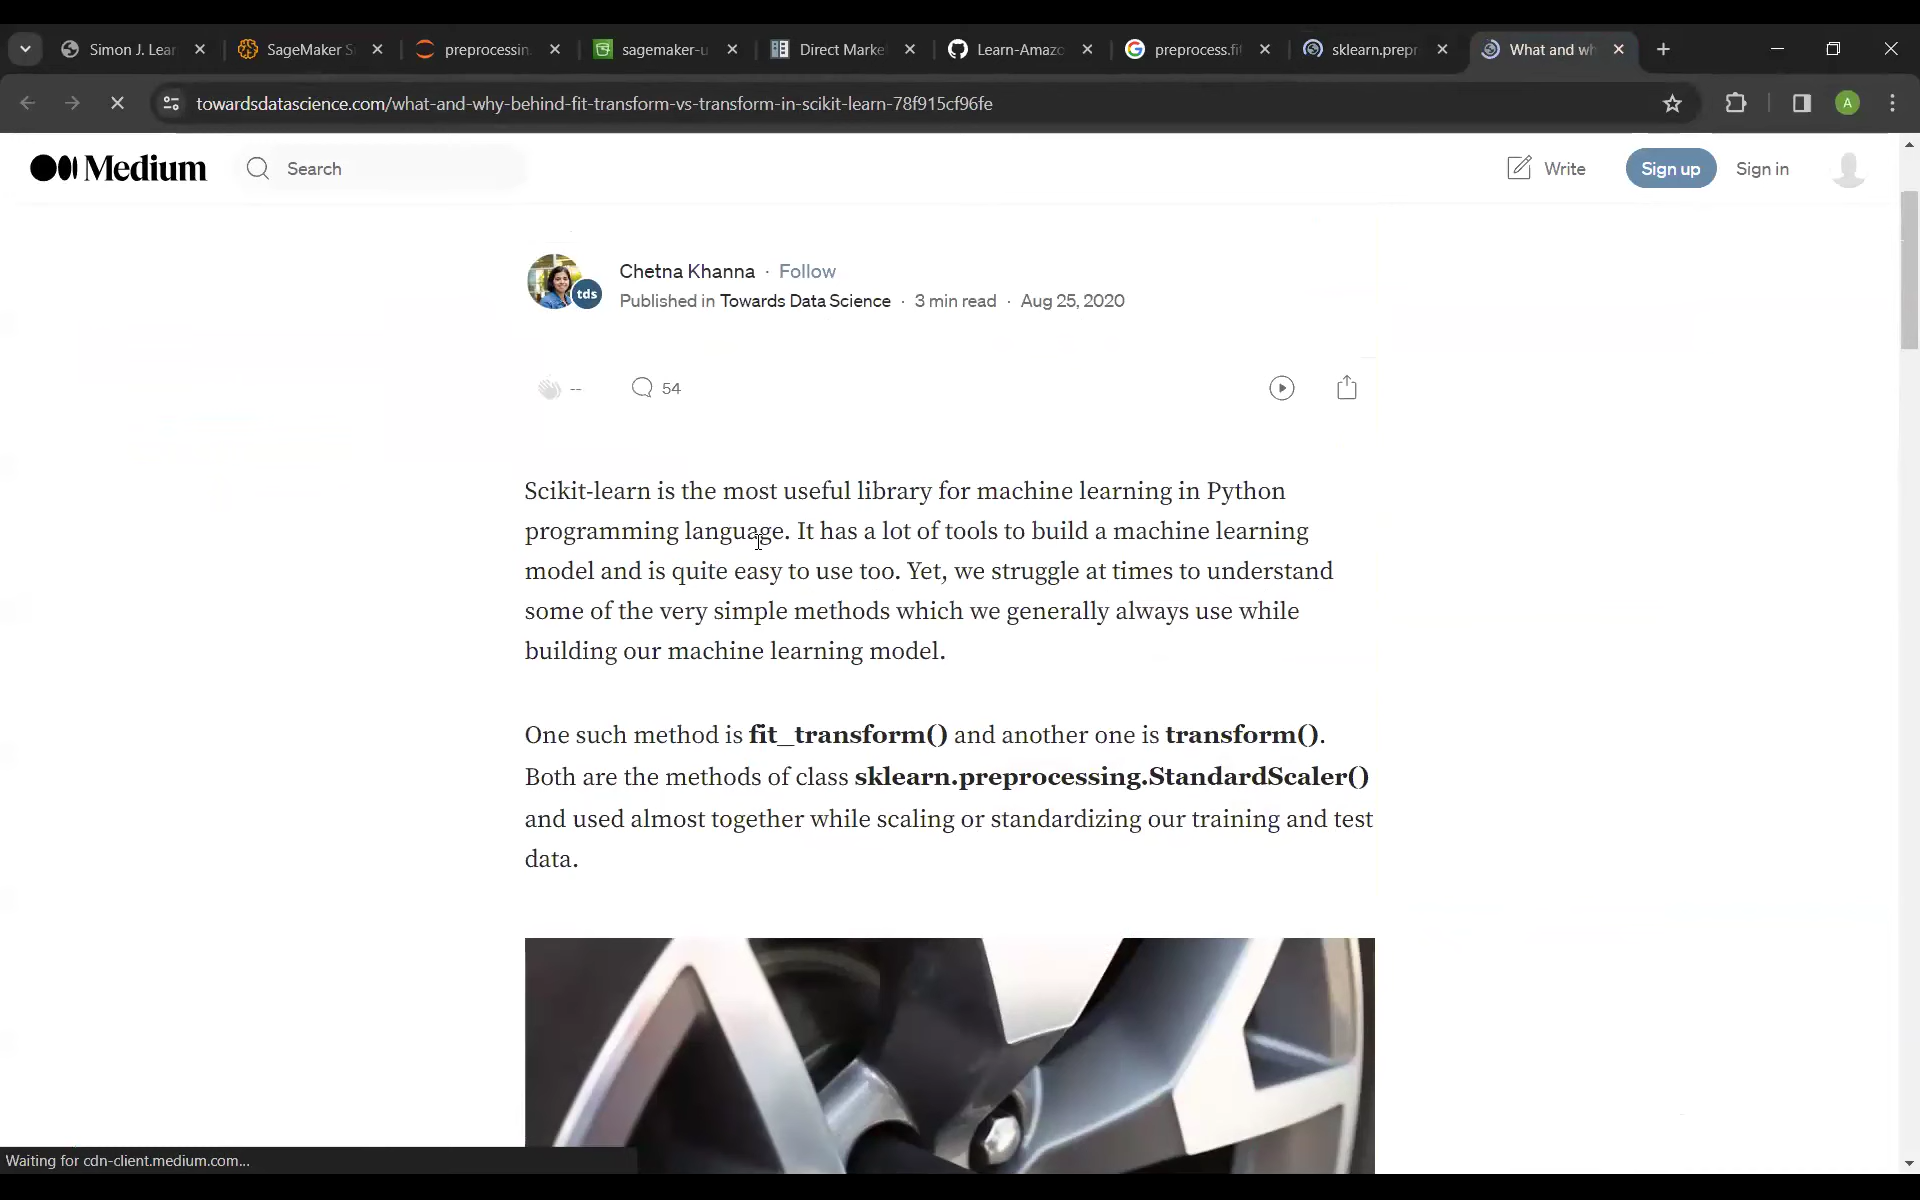 Simon J. Lear
SageMaker S
preprocessin
sagemaker-u
Direct Marke
Learn-Amazo
preprocess.fi
sklearn.prepr
What and wh
towardsdatascience.com/what-and-why-behind-fit-transform-vs-transform-in-scikit-learn-78f915cf96fe
A
Medium
Search
Write
Sign up
Sign in
tds
Chetna Khanna · Follow
Published in Towards Data Science · 3 min read · Aug 25, 2020
--
54
Scikit-learn is the most useful library for machine learning in Python
programming language. It has a lot of tools to build a machine learning
model and is quite easy to use too. Yet, we struggle at times to understand
some of the very simple methods which we generally always use while
building our machine learning model.
One such method is fit_transform() and another one is transform().
Both are the methods of class sklearn.preprocessing.StandardScaler()
and used almost together while scaling or standardizing our training and test
data.
Waiting for cdn-client.medium.com...